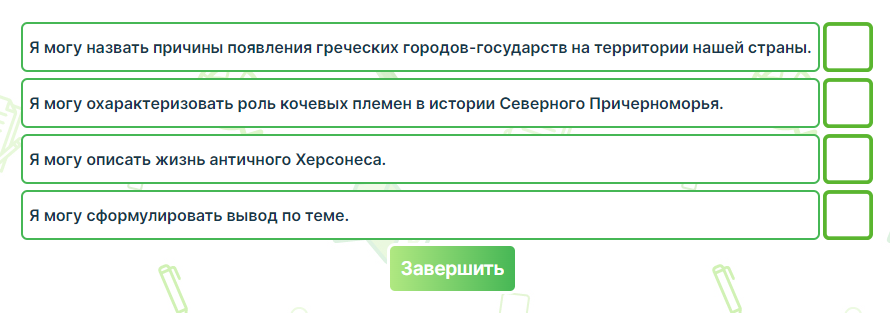 Я могу назвать причины появления греческих городов-государств на территории нашей страны.
Я могу охарактеризовать роль кочевых племен в истории Северного Причерноморья.
Я могу описать жизнь античного Херсонеса.
Я могу сформулировать вывод по теме.
Завершить